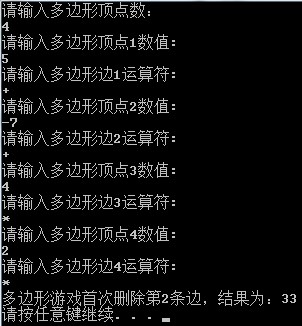 请输入多边形顶点数：
4
请输入多边形顶点1数值：
5
请输入多边形边1运算符：
+
请输入多边形顶点2数值：
-7
请输入多边形边2运算符：
+
请输入多边形顶点3数值：
4
请输入多边形边3运算符：
*
请输入多边形顶点4数值：
2
请输入多边形边4运算符：
*
多边形游戏首次删除第2条边，结果为：33
请按任意键继续. . .